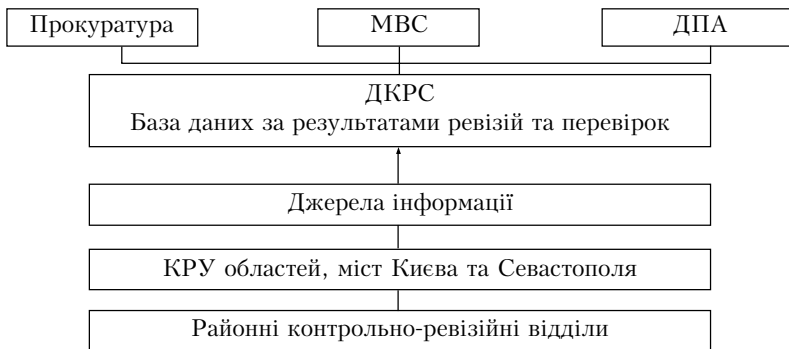 Прокуратура
МВС
ДПА
ДКРС
База даних за результатами ревізій та перевірок
Джерела інформації
КРУ областей, міст Києва та Севастополя
Районні контрольно-ревізійні відділи